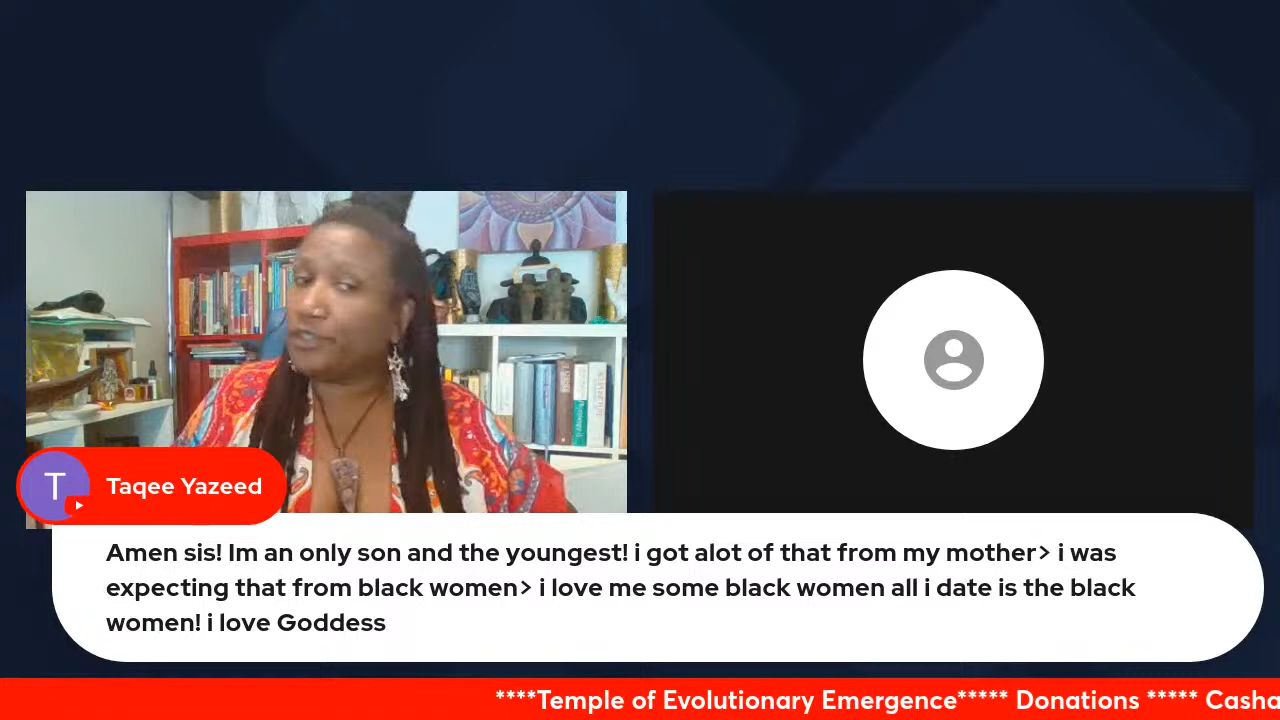 Taqee Yazeed
T
Amen sis! Im an only son and the youngest! i got alot of that from my mother> i was
expecting that from black women> i love me some black women all i date is the black
women! i love Goddess
****Temple of Evolutionary Emergence***** Donations ***** Casha